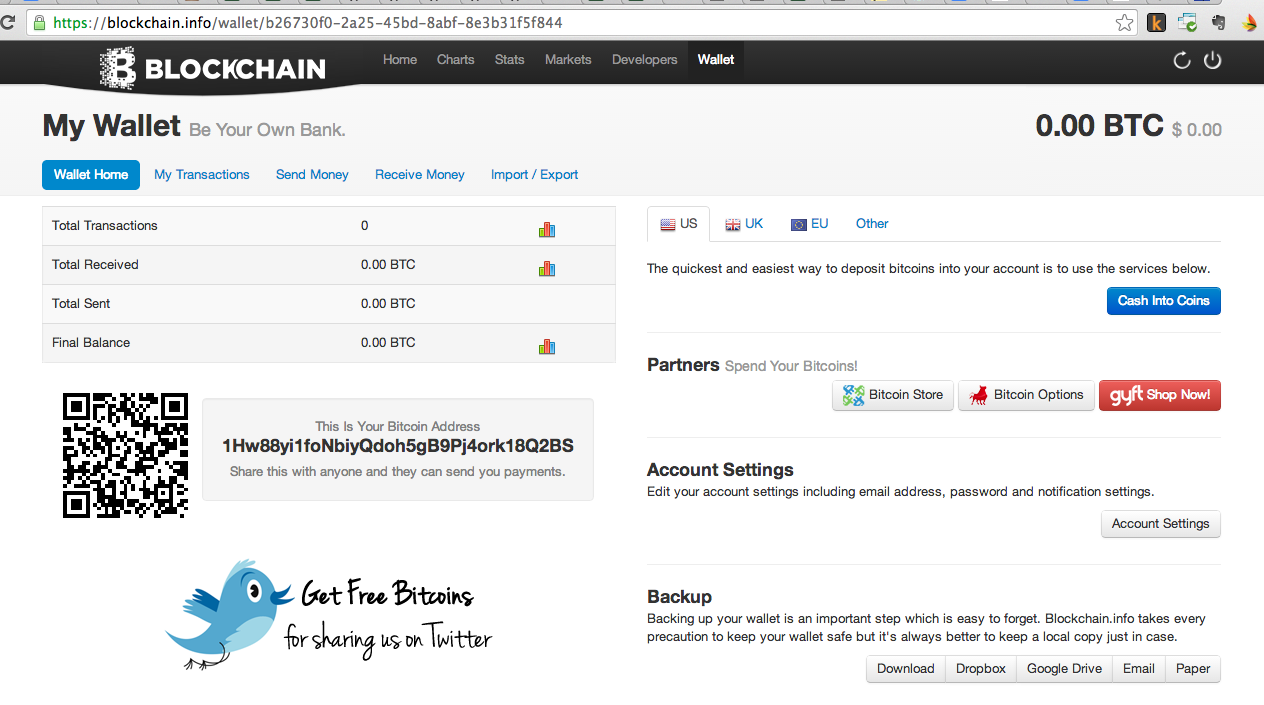 https://blockchain.info/wallet/b26730f0-2a25-45bd-8abf-8e3b31f5f844
BLOCKCHAIN
Home Charts Stats Markets Developers Wallet
My Wallet Be Your Own Bank.
0.00 BTC $ 0.00
Wallet Home My Transactions Send Money Receive Money Import / Export
Total Transactions 0
Total Received 0.00 BTC
Total Sent 0.00 BTC
Final Balance 0.00 BTC
This Is Your Bitcoin Address
1Hw88yi1foNbiyQdoh5gB9Pj4ork18Q2BS
Share this with anyone and they can send you payments.
Get Free Bitcoins
for sharing us on Twitter
US UK EU Other
The quickest and easiest way to deposit bitcoins into your account is to use the services below.
Cash Into Coins
Partners Spend Your Bitcoins!
Bitcoin Store Bitcoin Options gyft Shop Now!
Account Settings
Edit your account settings including email address, password and notification settings.
Account Settings
Backup
Backing up your wallet is an important step which is easy to forget. Blockchain.info takes every
precaution to keep your wallet safe but it's always better to keep a local copy just in case.
Download Dropbox Google Drive Email Paper